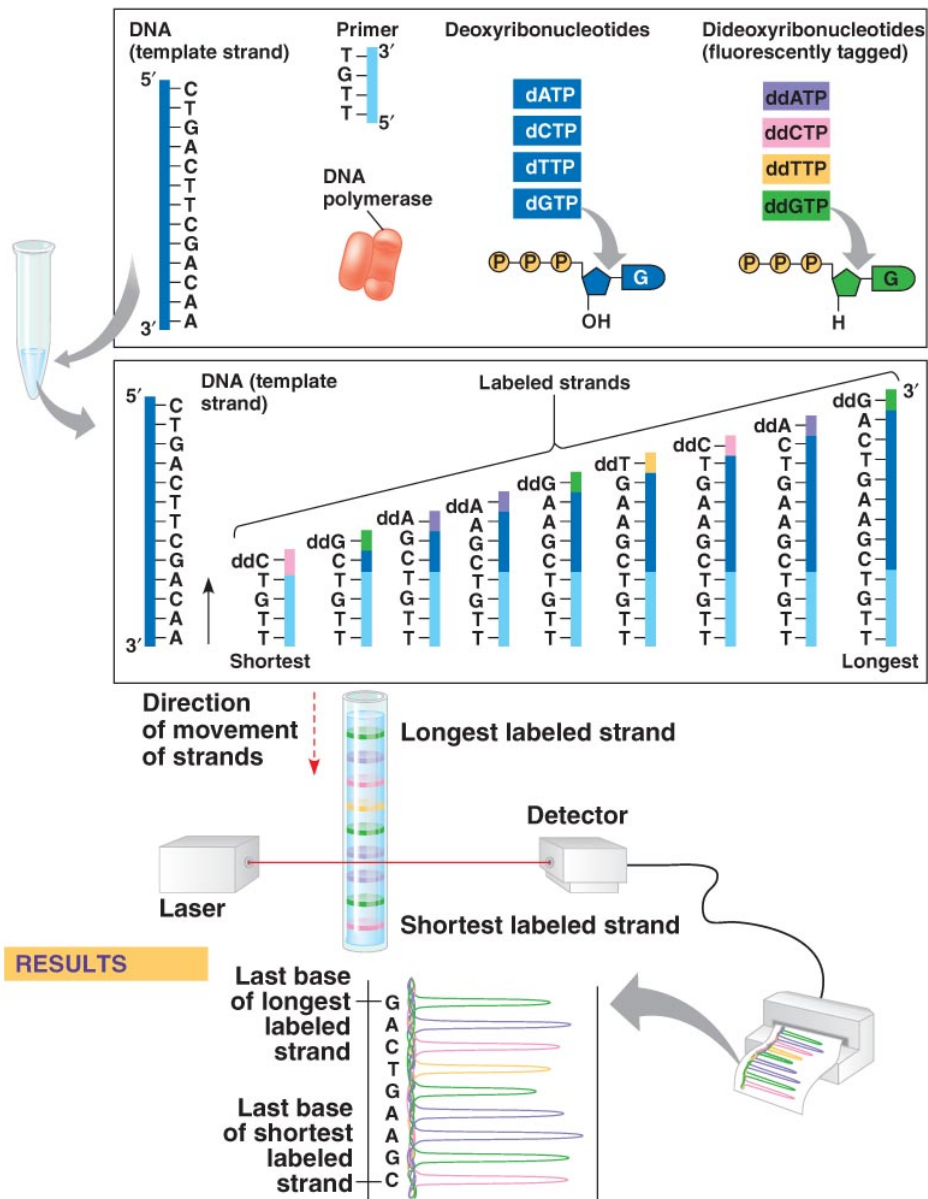 DNA
(template strand)
5′
C
T
G
A
C
T
T
C
G
A
C
A
A
3′
Primer
3′
T
G
T
T
5′
DNA
polymerase
Deoxyribonucleotides
dATP
dCTP
dTTP
dGTP
P P P
G
OH
Dideoxyribonucleotides
(fluorescently tagged)
ddATP
ddCTP
ddTTP
ddGTP
P P P
G
H
5′
DNA (template
strand)
C
T
G
A
C
T
T
C
G
A
C
A
A
3′
Labeled strands
3′
ddC
T
G
T
T
Shortest
ddG
C
T
G
T
T
ddA
G
C
T
G
T
T
ddA
A
G
C
T
G
T
T
ddG
A
A
G
C
T
G
T
T
ddT
G
A
A
G
C
T
G
T
T
ddC
T
G
A
A
G
C
T
G
T
T
ddA
C
T
G
A
A
G
C
T
G
T
T
ddG
A
C
T
G
A
A
G
C
T
G
T
T
Longest
Direction
of movement
of strands
Longest labeled strand
Detector
Laser
Shortest labeled strand
RESULTS
Last base
of longest
labeled
strand
G
A
C
T
G
A
A
G
C
Last base
of shortest
labeled
strand